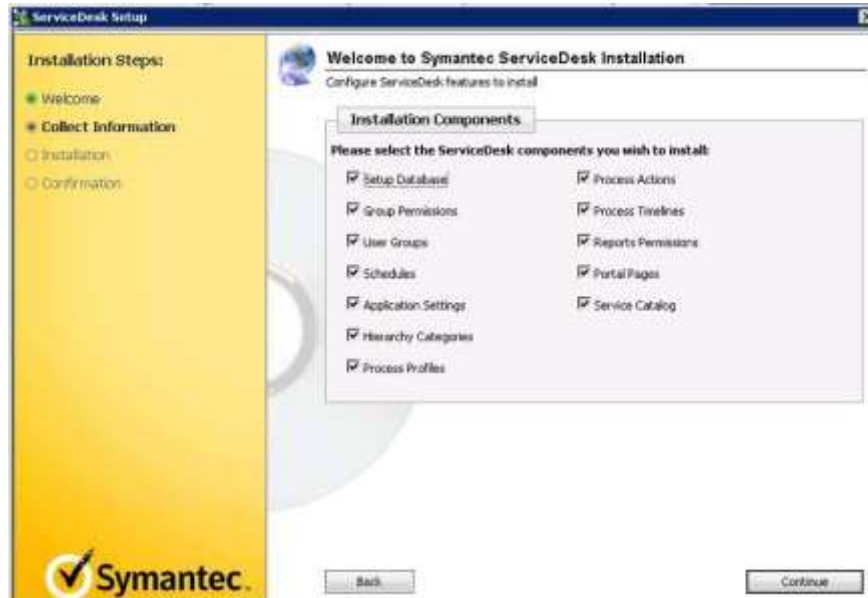 ServiceDesk Setup
Installation Steps:
Welcome
Collect Information
Installation
Confirmation
Symantec.
Welcome to Symantec ServiceDesk Installation
Configure ServiceDesk features to install
Installation Components
Please select the ServiceDesk components you wish to install:
Setup Database
Process Actions
Group Permissions
Process Timelines
User Groups
Reports Permissions
Schedules
Portal Pages
Application Settings
Service Catalog
Hierarchy Categories
Process Profiles
Back
Continue